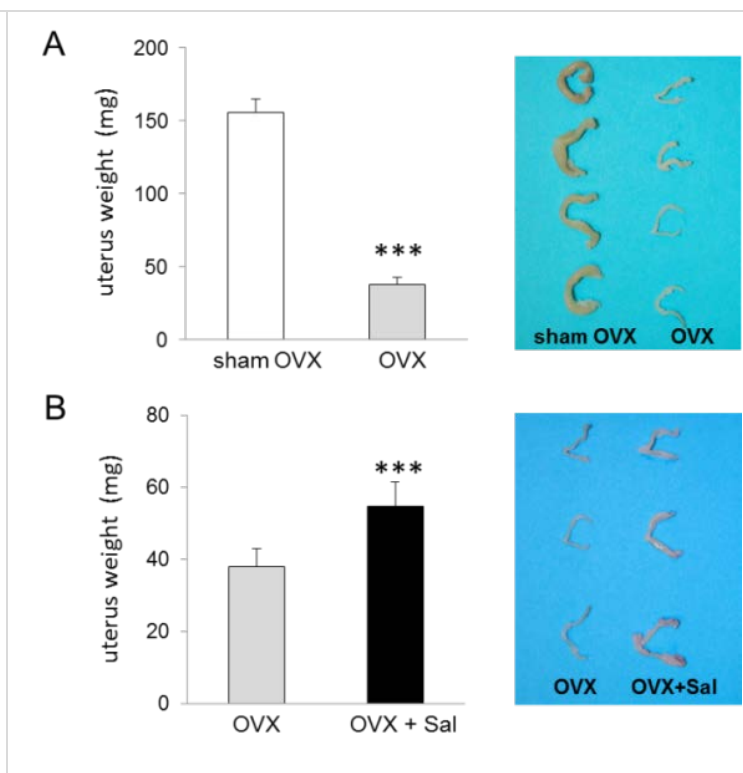 A
uterus weight (mg)
200
150
100
50
0
***
sham OVX
OVX
sham OVX
OVX
B
uterus weight (mg)
80
60
40
20
0
***
OVX
OVX + Sal
OVX
OVX+Sal